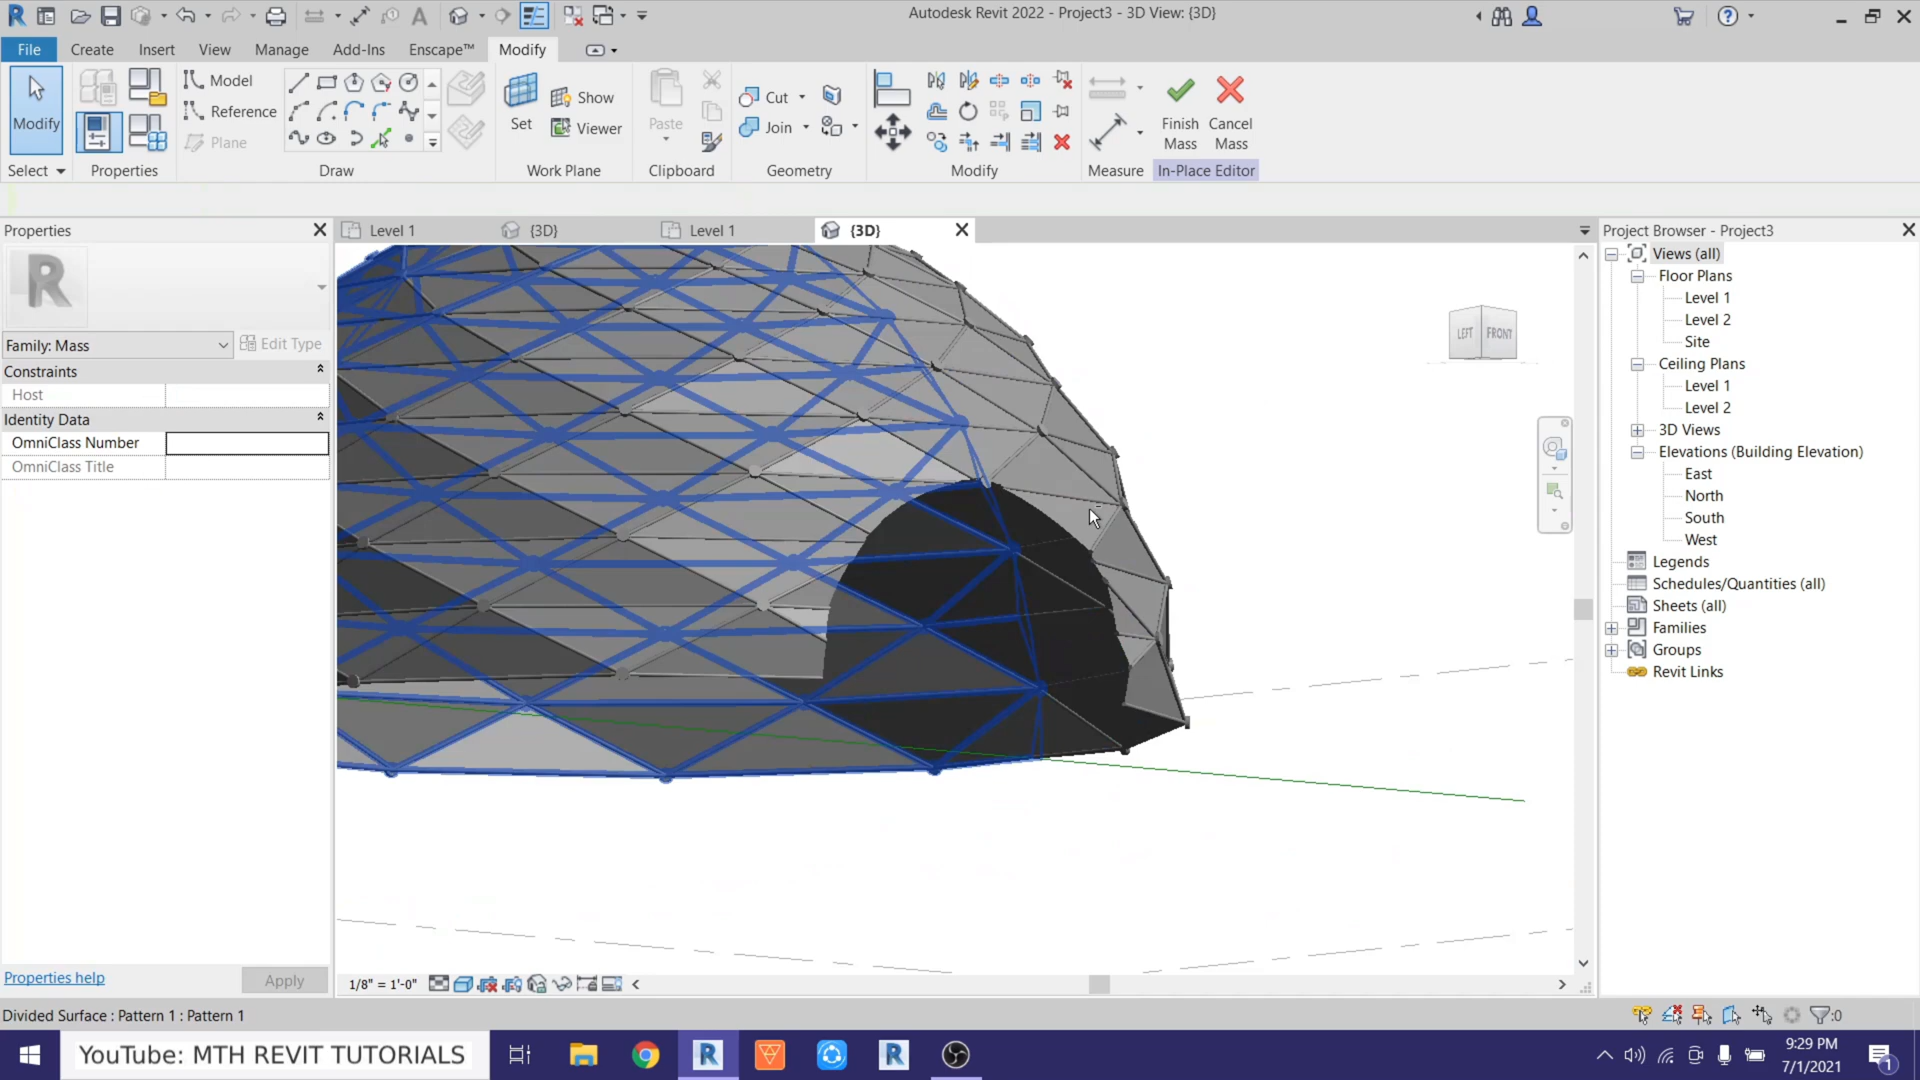 Autodesk Revit 2022 - Project3 - 3D View: {3D}
File Create Insert View Manage Add-Ins Enscape™ Modify
Modify
Model
Reference
Plane
Set
Show
Viewer
Paste
Cut
Join
Finish Mass
Cancel Mass
Select Properties Draw Work Plane Clipboard Geometry Modify Measure In-Place Editor
Properties
Level 1 {3D} Level 1 {3D}
Project Browser - Project3
Family: Mass Edit Type
Constraints
Host
Identity Data
OmniClass Number
OmniClass Title
LEFT FRONT
Views (all)
Floor Plans
Level 1
Level 2
Site
Ceiling Plans
Level 1
Level 2
3D Views
Elevations (Building Elevation)
East
North
South
West
Legends
Schedules/Quantities (all)
Sheets (all)
Families
Groups
Revit Links
Properties help Apply
1/8" = 1'-0"
Divided Surface : Pattern 1 : Pattern 1
:0
YouTube: MTH REVIT TUTORIALS
9:29 PM
7/1/2021
1